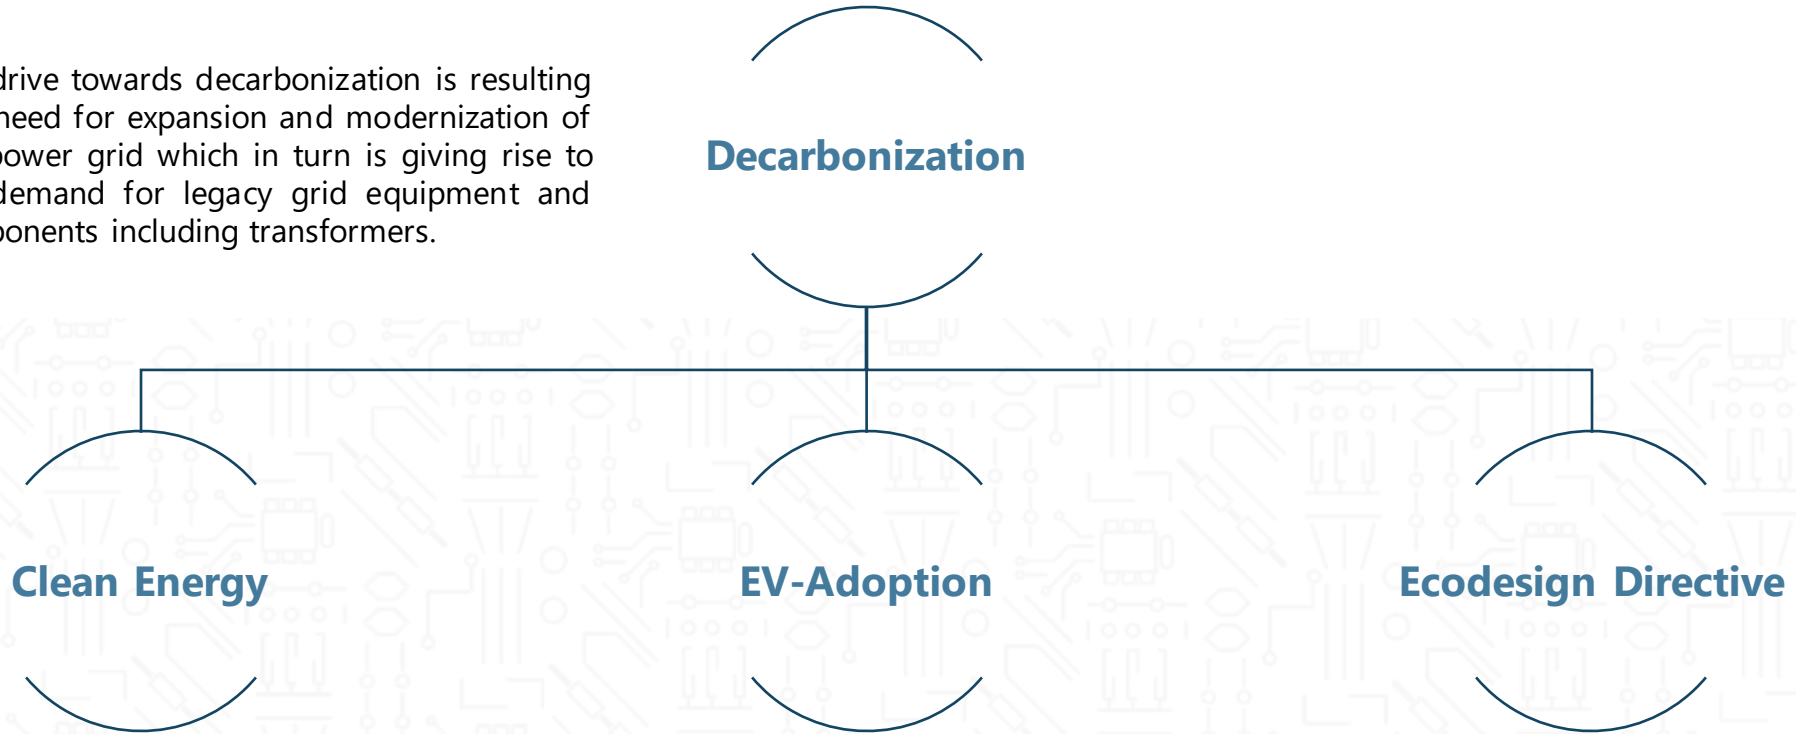 drive towards decarbonization is resulting
need for expansion and modernization of
power grid which in turn is giving rise to
demand for legacy grid equipment and
ponents including transformers.
Decarbonization
Clean Energy
EV-Adoption
Ecodesign Directive